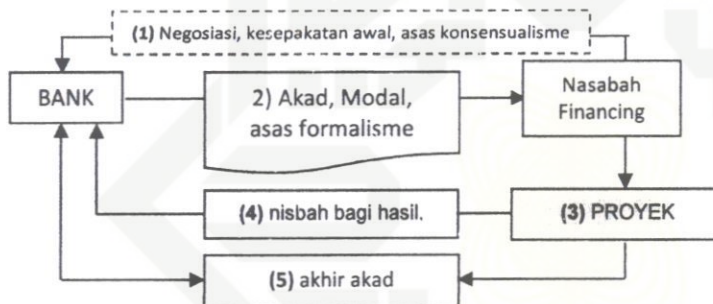 (1) Negosiasi, kesepakatan awal, asas konsensualisme
BANK
2) Akad, Modal,
asas formalisme
Nasabah
Financing
(4) nisbah bagi hasil.
(3) PROYEK
(5) akhir akad